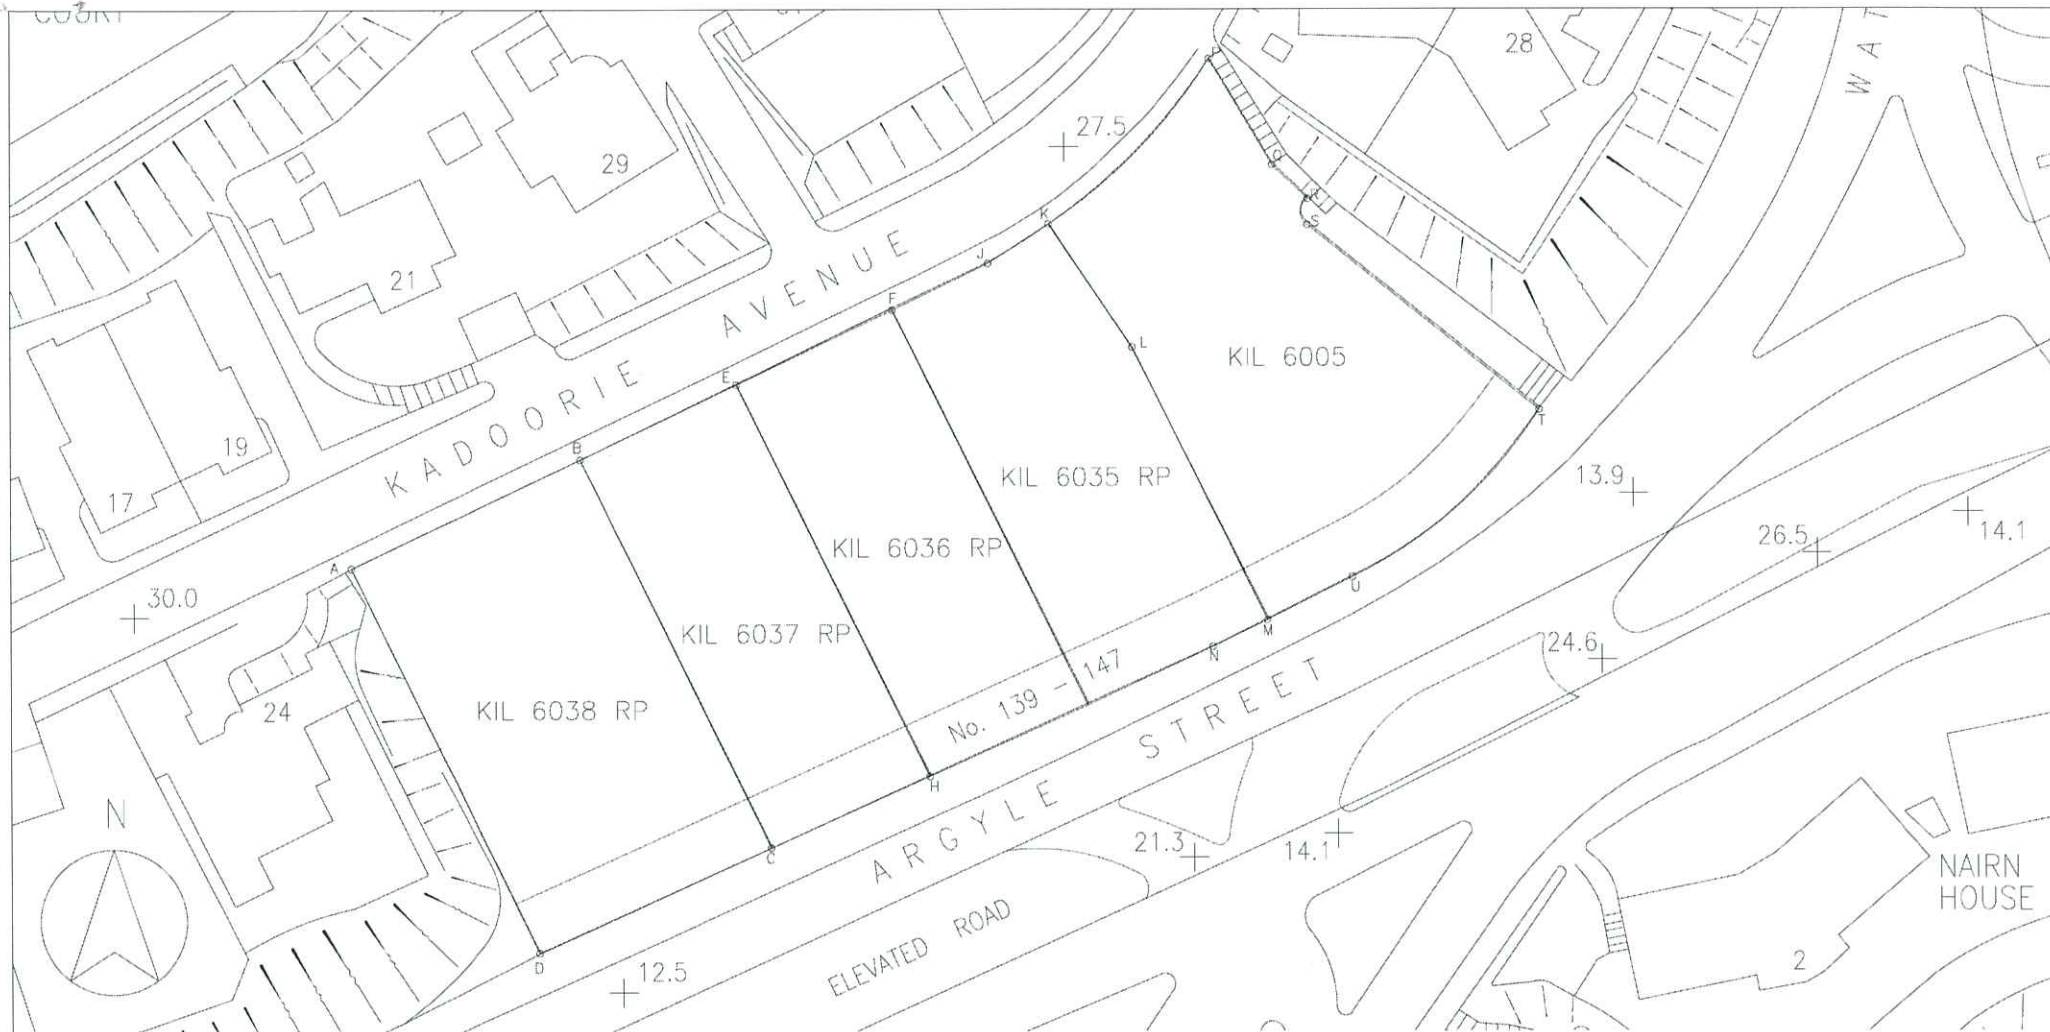 COURT
28
WAT
27.5
P
29
Q
R
K
S
21
J
KADOORIE AVENUE
F
L
KIL 6005
E
T
19
B
KIL 6035 RP
13.9
17
14.1
26.5
KIL 6036 RP
A
U
30.0
KIL 6037 RP
M
24.6
N
No. 139 - 147
24
KIL 6038 RP
ARGYLE STREET
H
N
21.3
14.1
C
NAIRN
HOUSE
ELEVATED ROAD
D
12.5
2